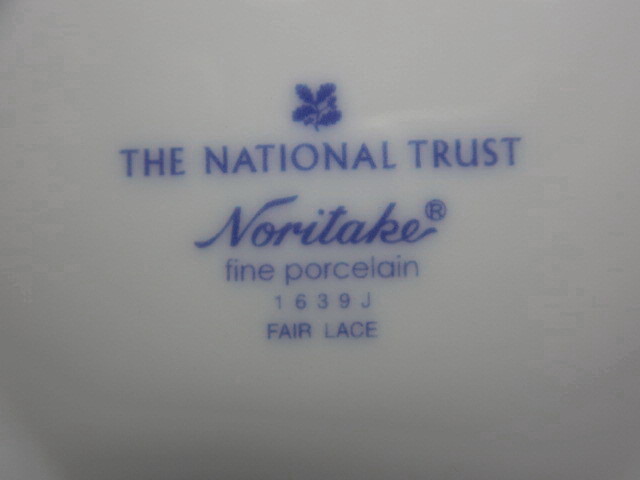 THE NATIONAL TRUST
Noritake®
fine porcelain
1639J
FAIR LACE